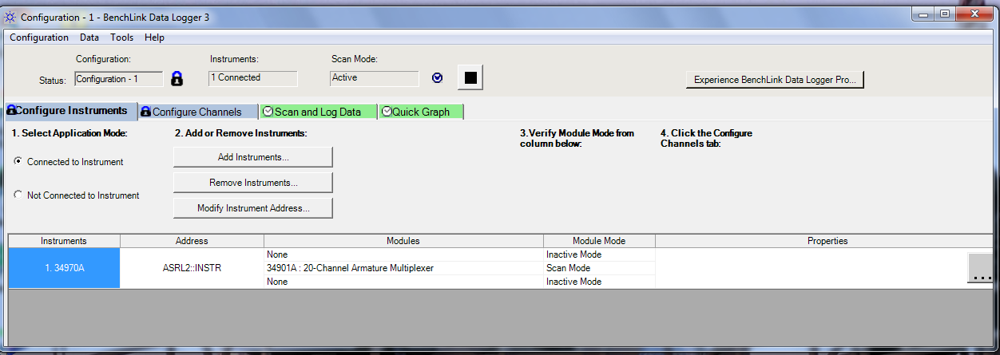 Configuration - 1 - BenchLink Data Logger 3
Configuration Data Tools Help
Configuration: Instruments: Scan Mode:
Status: Configuration - 1 1 Connected Active Experience BenchLink Data Logger Pro...
Configure Instruments Configure Channels Scan and Log Data Quick Graph
1. Select Application Mode: 2. Add or Remove Instruments: 3.Verify Module Mode from 4. Click the Configure
column below: Channels tab:
Connected to Instrument Add Instruments...
Remove Instruments...
Not Connected to Instrument
Modify Instrument Address...
Instruments Address Modules Module Mode Properties
None Inactive Mode
1. 34970A ASRL2::INSTR 34901A : 20-Channel Armature Multiplexer Scan Mode
None Inactive Mode
...